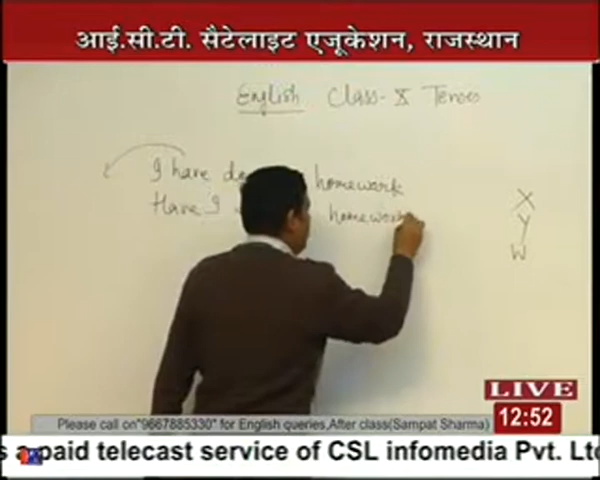 आई.सी.टी. सैटेलाइट एजूकेशन, राजस्थान
English Class-X Tenses
I have homework
Have I homework
X
Y
W
LIVE
12:52
Please call on"9667885330" for English queries,After class(Sampat Sharma)
a paid telecast service of CSL infomedia Pvt. Ltd